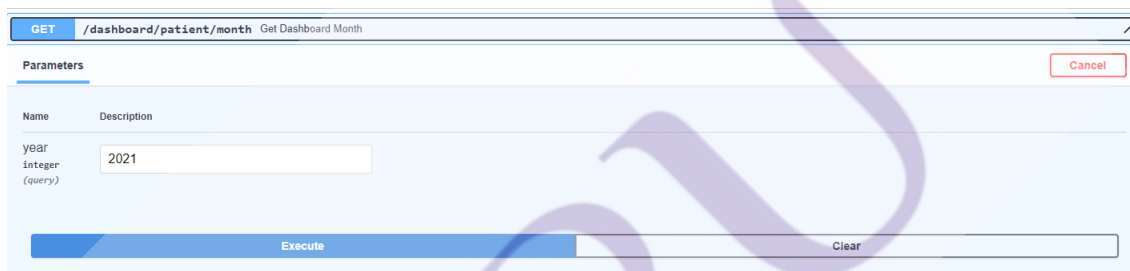 GET /dashboard/patient/month Get Dashboard Month
Parameters Cancel
Name Description
year 2021
integer
(query)
Execute Clear